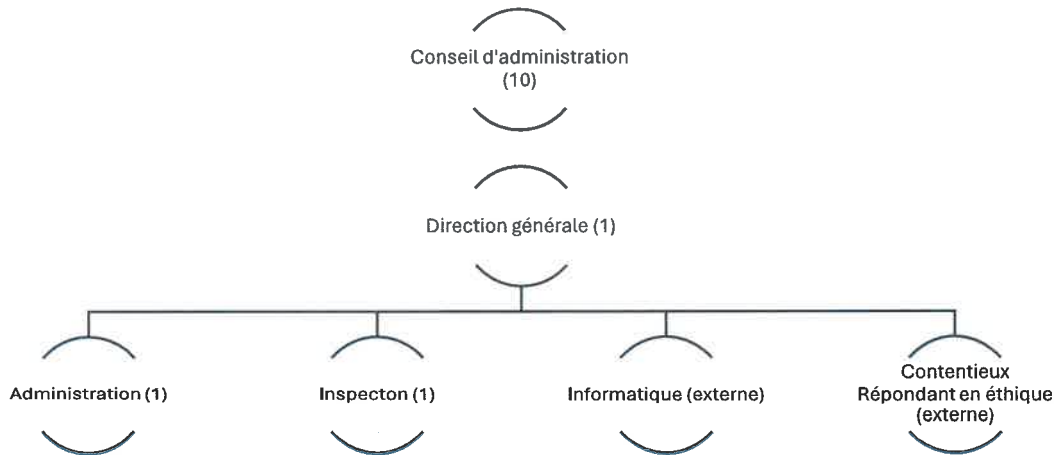 Conseil d'administration
(10)
Direction générale (1)
Administration (1)
Inspecton (1)
Informatique (externe)
Contentieux
Répondant en éthique
(externe)